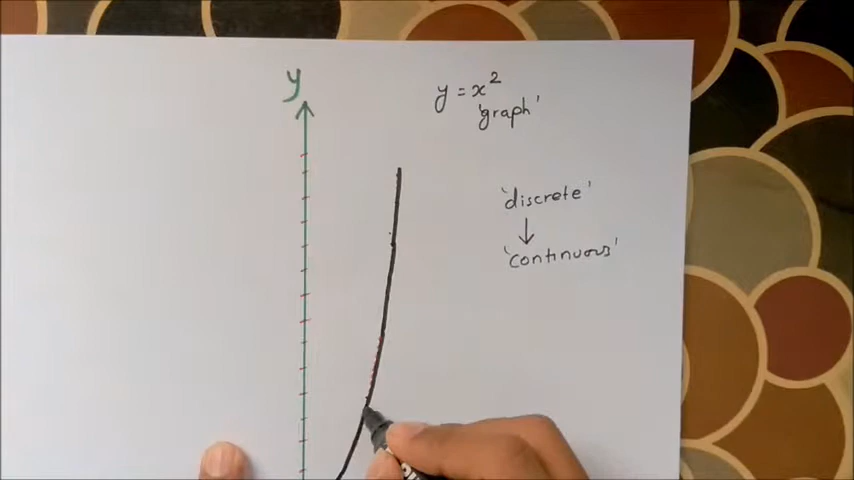 y
y = x²
'graph'
'discrete'
↓
'continuous'